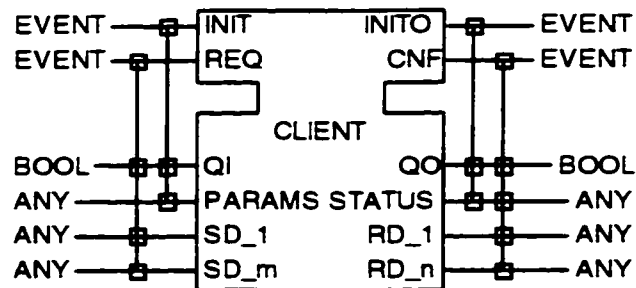 EVENT INIT INITO EVENT
EVENT REQ CNF EVENT
CLIENT
BOOL QI QO BOOL
ANY PARAMS STATUS ANY
ANY SD_1 RD_1 ANY
ANY SD_m RD_n ANY